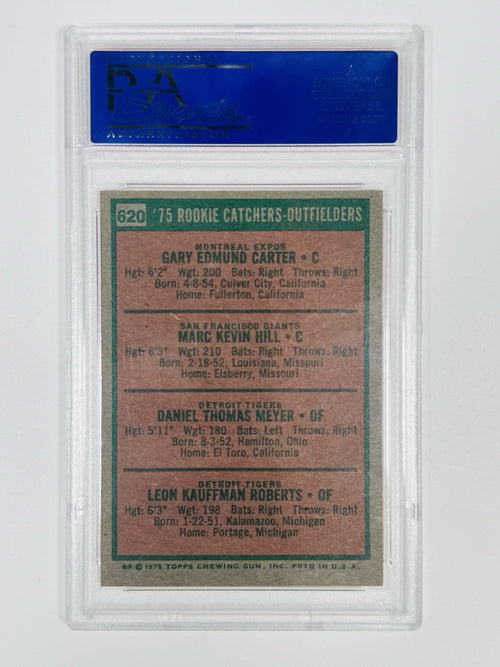 PSA
620 '75 ROOKIE CATCHERS-OUTFIELDERS
MONTREAL EXPOS
GARY EDMUND CARTER • C
Hgt: 6'2" Wgt: 200 Bats: Right Throws: Right
Born: 4-8-54, Culver City, California
Home: Fullerton, California
SAN FRANCISCO GIANTS
MARC KEVIN HILL • C
Hgt: 6'3" Wgt: 210 Bats: Right Throws: Right
Born: 2-18-52, Louisiana, Missouri
Home: Elsberry, Missouri
DETROIT TIGERS
DANIEL THOMAS MEYER • OF
Hgt: 5'11" Wgt: 180 Bats: Left Throws: Right
Born: 8-3-52, Hamilton, Ohio
Home: El Toro, California
DETROIT TIGERS
LEON KAUFFMAN ROBERTS • OF
Hgt: 6'3" Wgt: 198 Bats: Right Throws: Right
Born: 1-22-51, Kalamazoo, Michigan
Home: Portage, Michigan
** © 1975 TOPPS CHEWING GUM, INC. PRTD IN U.S.A.